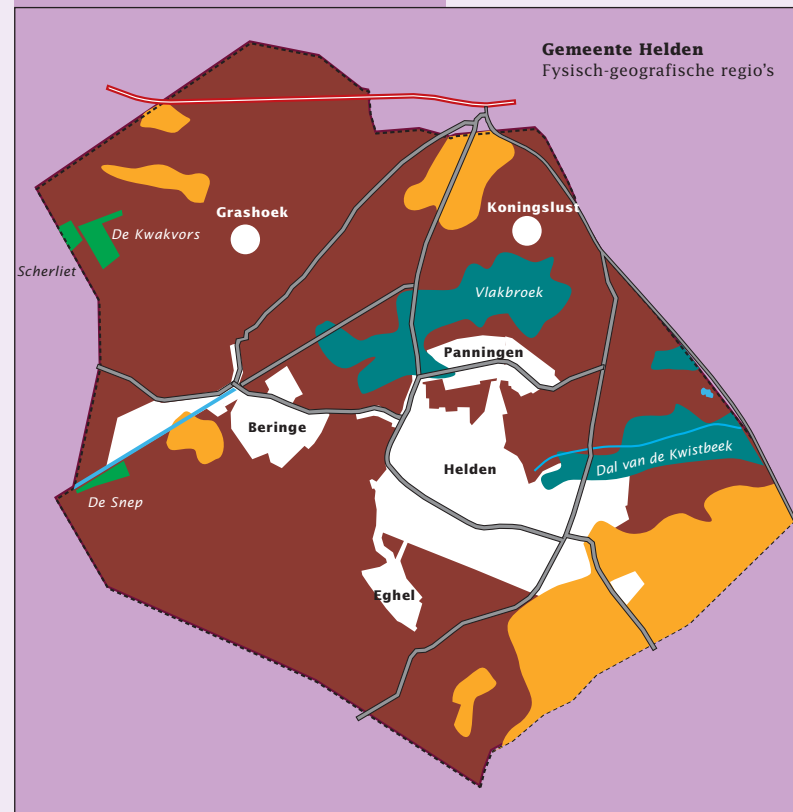 Gemeente Helden
Fysisch-geografische regio's
Grashoek
Koningslust
De Kwakvors
Scherliet
Vlakbroek
Panningen
Beringe
Helden
Dal van de Kwistbeek
De Snep
Eghel